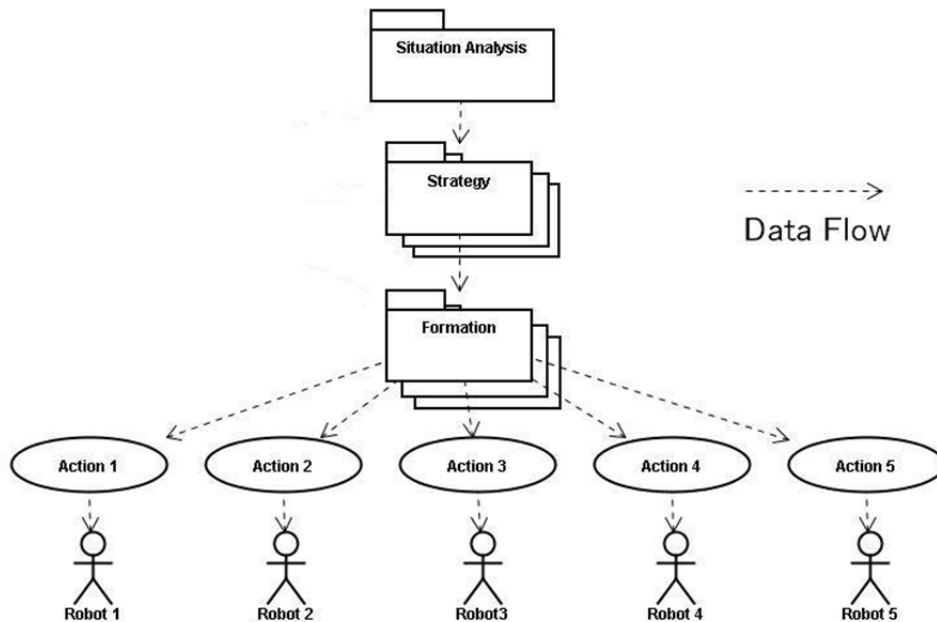 Situation Analysis
Strategy
Data Flow
Formation
Action 1
Action 2
Action 3
Action 4
Action 5
Robot 1
Robot 2
Robot3
Robot 4
Robot 5